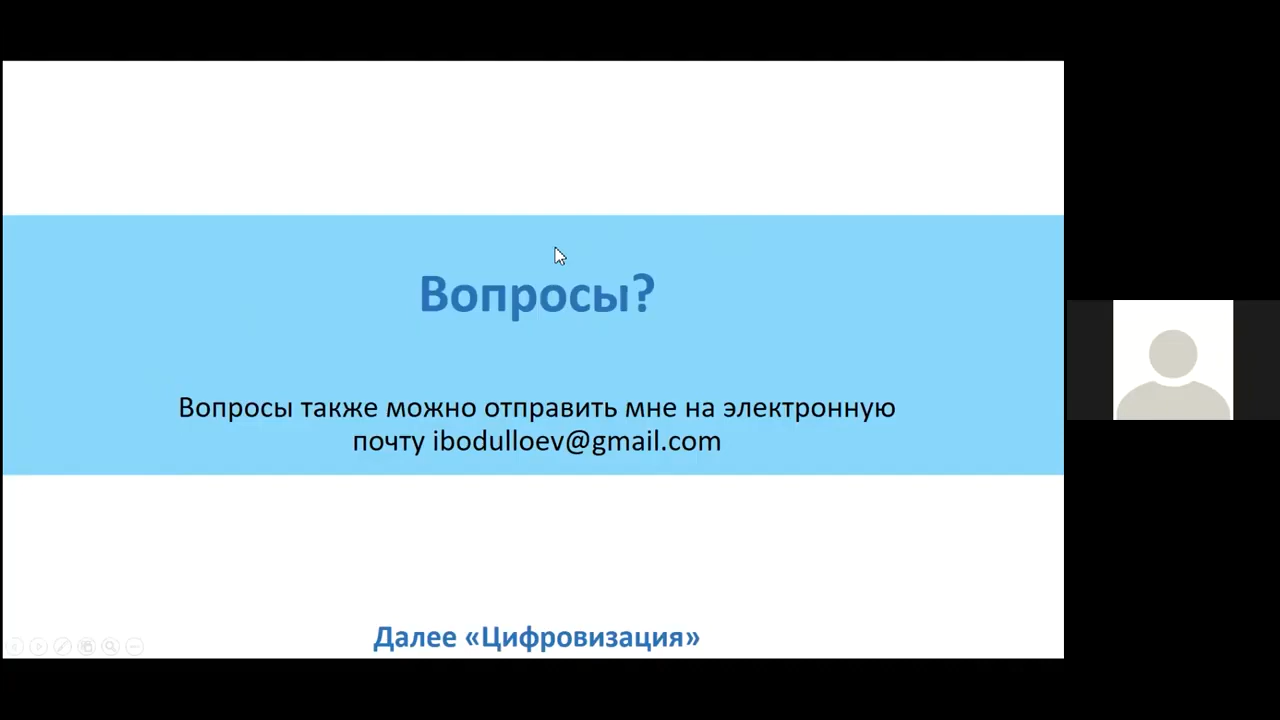 Вопросы?
Вопросы также можно отправить мне на электронную
почту ibodulloev@gmail.com
Далее «Цифровизация»